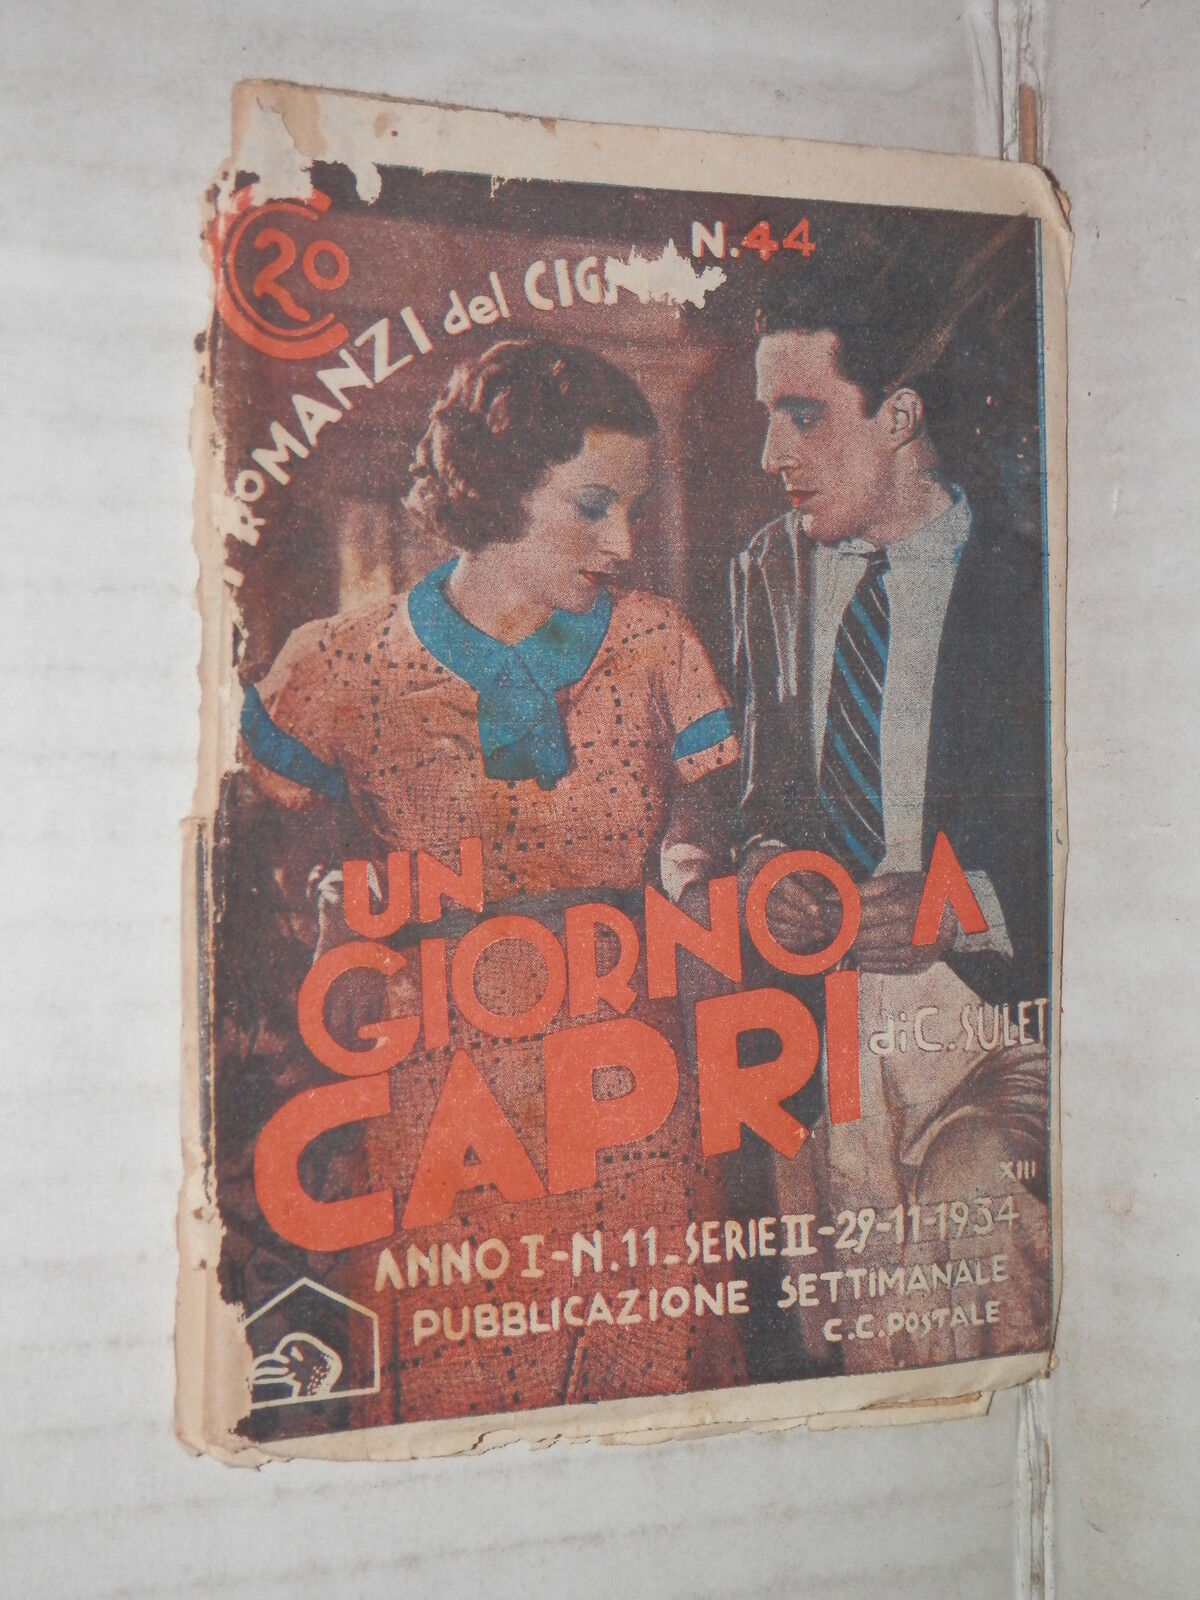 C 20
N. 44
I ROMANZI del
UN
GIORNO A
CAPRI
di C. SULET
XIII
ANNO I - N. 11 - SERIE II - 29-11-1934
PUBBLICAZIONE SETTIMANALE
C.C. POSTALE